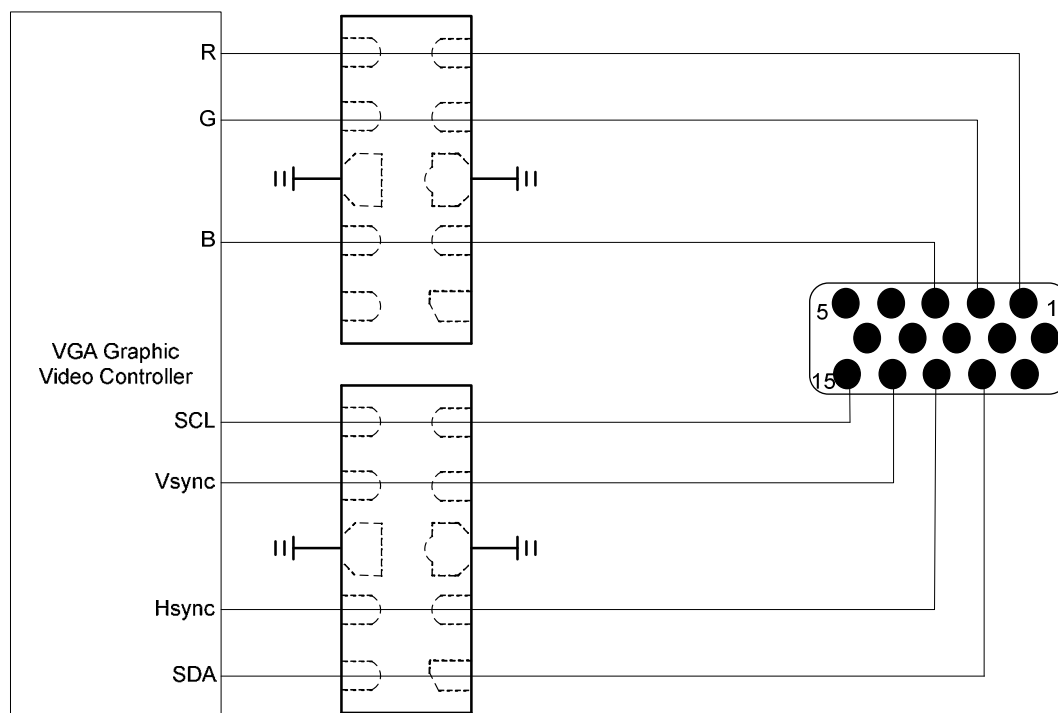 R
G
B
5
1
VGA Graphic
Video Controller
15
SCL
Vsync
Hsync
SDA